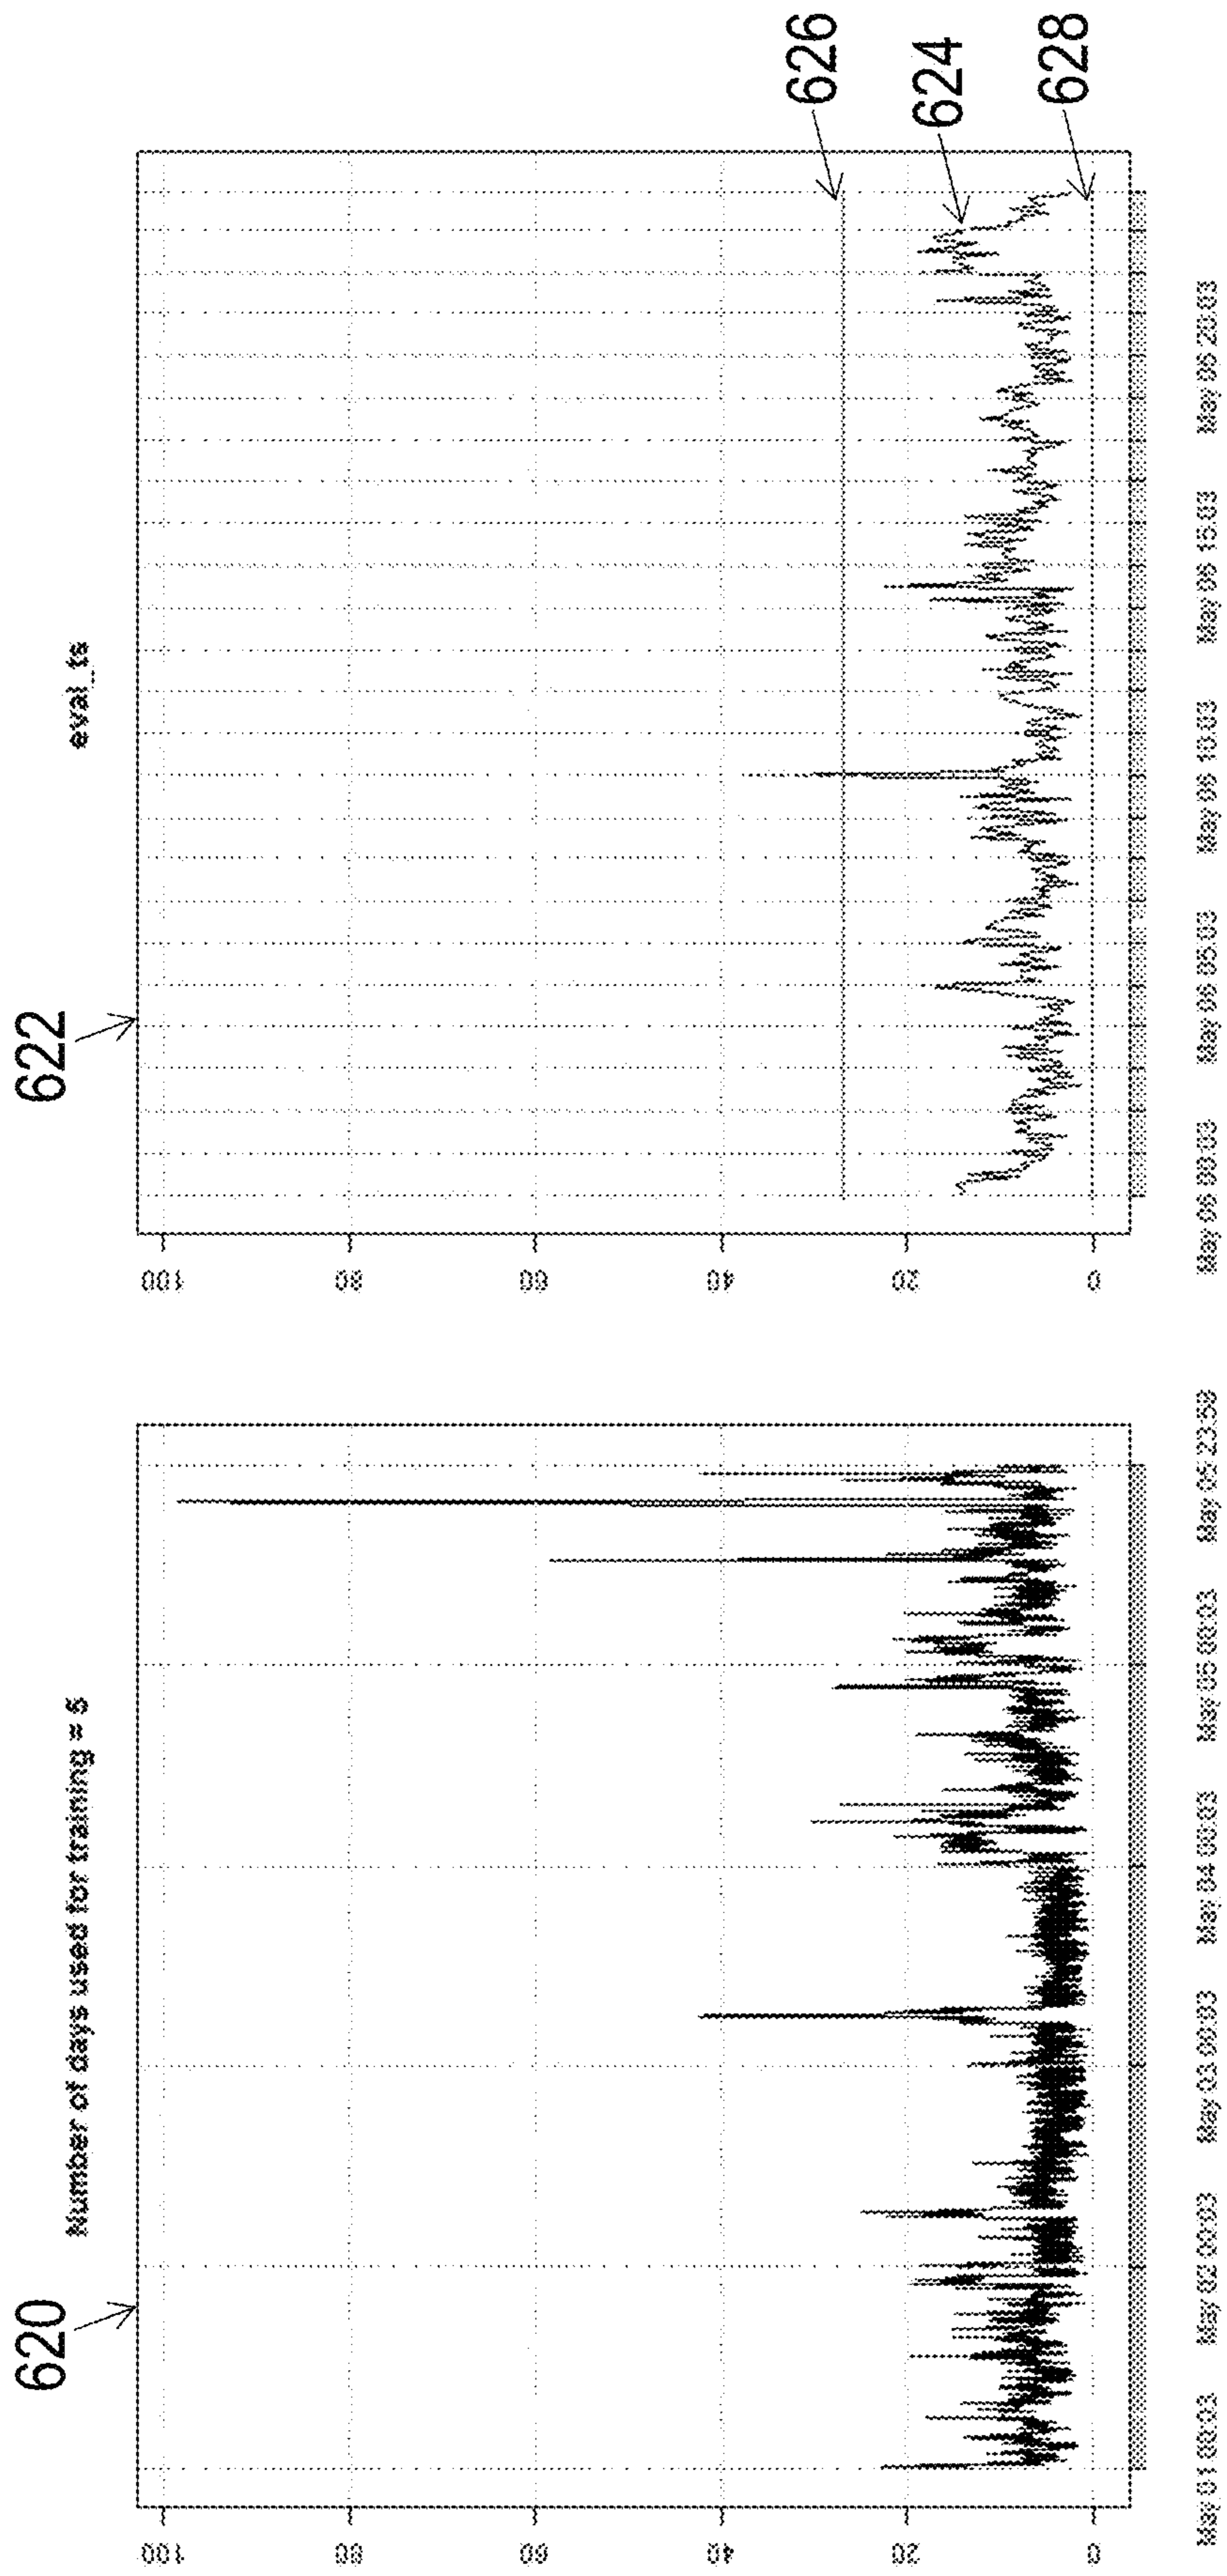 620
Number of days used for training = 5
100
80
60
40
20
0
May 01 00:03
May 02 00:03
May 03 00:03
May 04 00:03
May 05 00:03
May 05 23:58
622
eval_ts
100
80
60
40
20
0
626
624
628
May 06 00:03
May 06 05:03
May 06 10:03
May 06 15:03
May 06 20:03